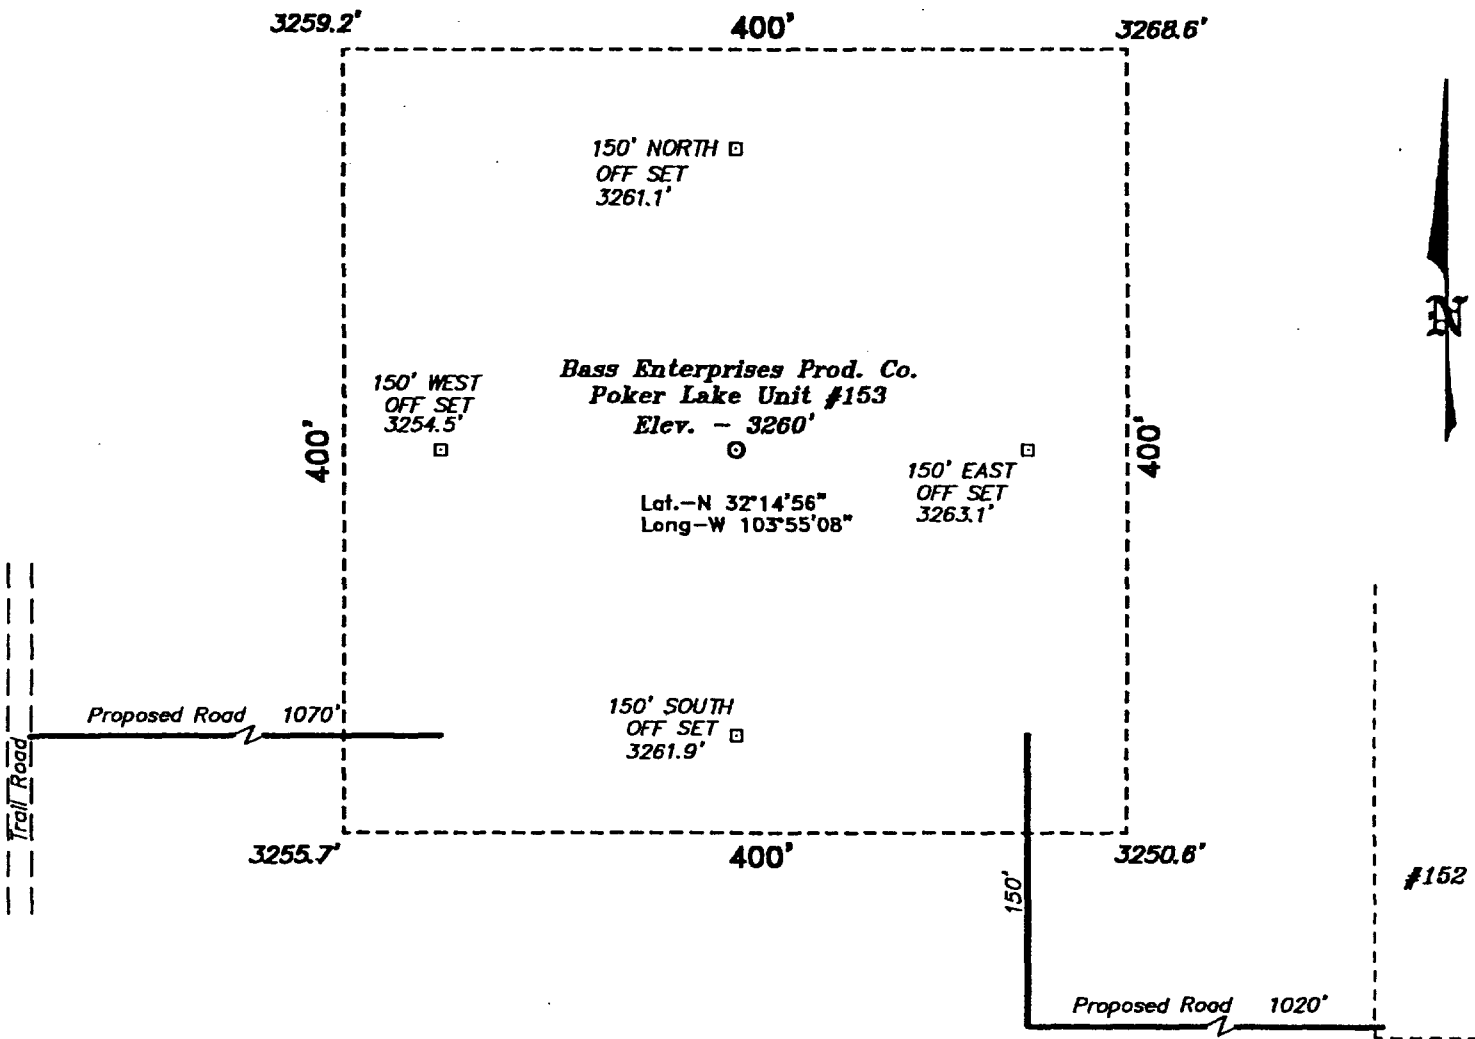 3259.2'
400'
3268.6'
150' NORTH
OFF SET
3261.1'
N
Bass Enterprises Prod. Co.
Poker Lake Unit #153
Elev. - 3260'
150' WEST
OFF SET
3254.5'
400'
400'
150' EAST
OFF SET
3263.1'
Lat.-N 32°14'56"
Long-W 103°55'08"
Proposed Road 1070'
Trail Road
150' SOUTH
OFF SET
3261.9'
3255.7'
400'
3250.6'
#152
150'
Proposed Road 1020'